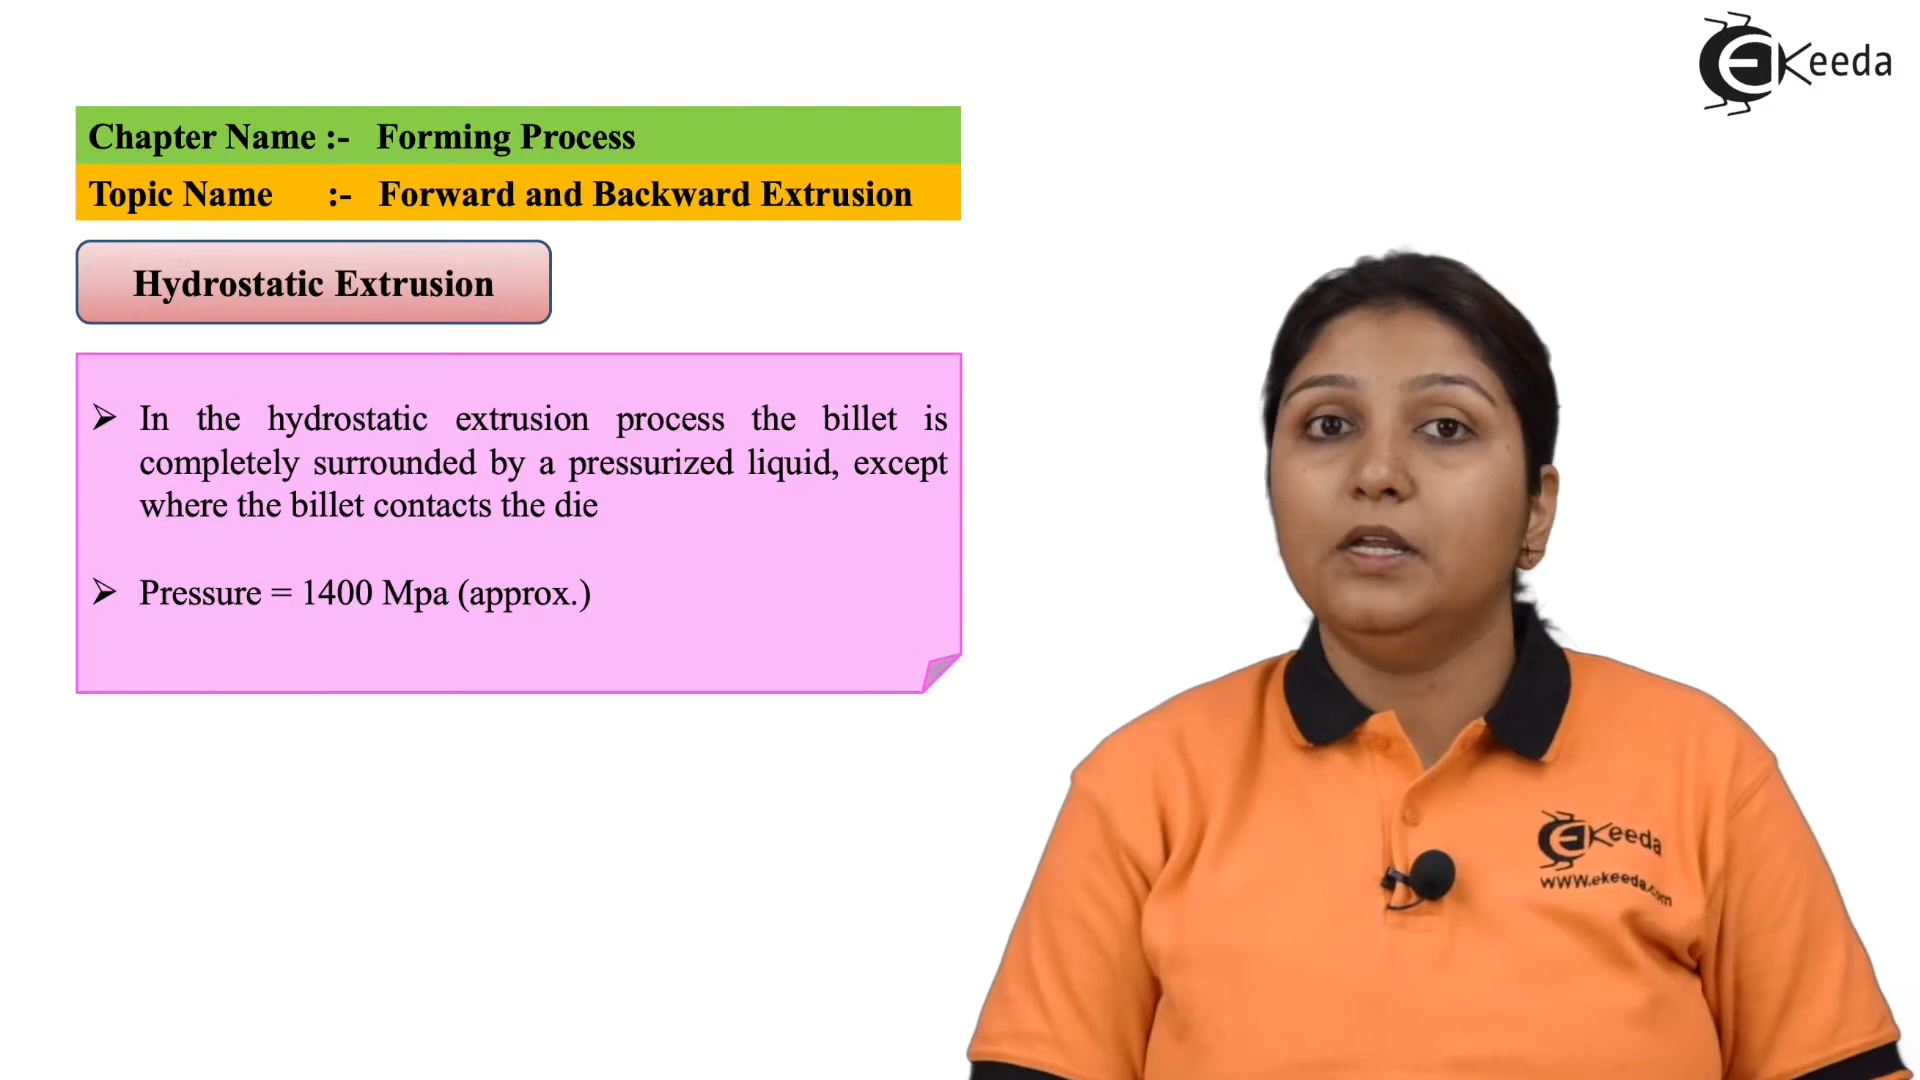 EKeeda
Chapter Name :- Forming Process
Topic Name :- Forward and Backward Extrusion
Hydrostatic Extrusion
➢ In the hydrostatic extrusion process the billet is
completely surrounded by a pressurized liquid, except
where the billet contacts the die
➢ Pressure = 1400 Mpa (approx.)
EKeeda
www.ekeeda.com